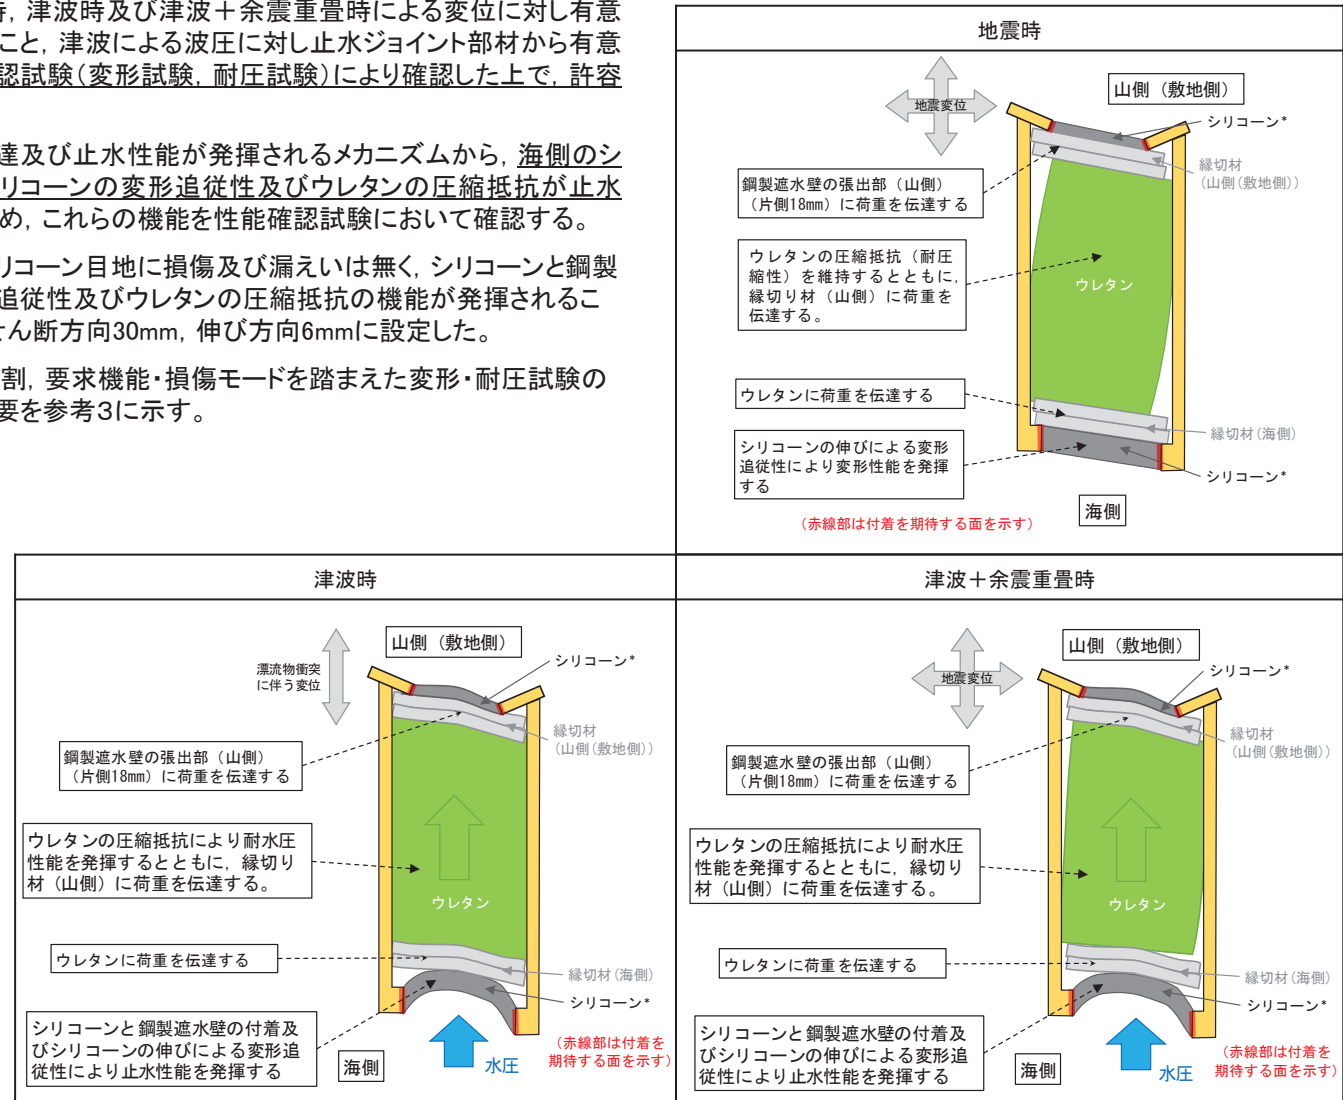 時，津波時及び津波＋余震重畳時による変位に対し有意
こと，津波による波圧に対し止水ジョイント部材から有意
認試験（変形試験，耐圧試験）により確認した上で，許容
達及び止水性能が発揮されるメカニズムから，海側のシ
リコーンの変形追従性及びウレタンの圧縮抵抗が止水
め，これらの機能を性能確認試験において確認する。
リコーン目地に損傷及び漏えいは無く，シリコーンと鋼製
追従性及びウレタンの圧縮抵抗の機能が発揮されるこ
せん断方向30mm，伸び方向6mmに設定した。
割，要求機能・損傷モードを踏まえた変形・耐圧試験の
要を参考３に示す。
地震時
地震変位
山側（敷地側）
シリコーン*
縁切材
（山側（敷地側））
鋼製遮水壁の張出部（山側）
（片側18mm）に荷重を伝達する
ウレタンの圧縮抵抗（耐圧
縮性）を維持するとともに，
縁切り材（山側）に荷重を
伝達する。
ウレタン
ウレタンに荷重を伝達する
縁切材（海側）
シリコーンの伸びによる変形
追従性により変形性能を発揮
する
シリコーン*
海側
（赤線部は付着を期待する面を示す）
津波時
漂流物衝突
に伴う変位
山側（敷地側）
シリコーン*
縁切材
（山側（敷地側））
鋼製遮水壁の張出部（山側）
（片側18mm）に荷重を伝達する
ウレタンの圧縮抵抗により耐水圧
性能を発揮するとともに，縁切り
材（山側）に荷重を伝達する。
ウレタン
ウレタンに荷重を伝達する
縁切材（海側）
シリコーン*
シリコーンと鋼製遮水壁の付着及
びシリコーンの伸びによる変形追
従性により止水性能を発揮する
海側
水圧
（赤線部は付着を
期待する面を示す）
津波＋余震重畳時
地震変位
山側（敷地側）
シリコーン*
縁切材
（山側（敷地側））
鋼製遮水壁の張出部（山側）
（片側18mm）に荷重を伝達する
ウレタンの圧縮抵抗により耐水圧
性能を発揮するとともに，縁切り
材（山側）に荷重を伝達する。
ウレタン
ウレタンに荷重を伝達する
縁切材（海側）
シリコーン*
シリコーンと鋼製遮水壁の付着及
びシリコーンの伸びによる変形追
従性により止水性能を発揮する
海側
水圧
（赤線部は付着を
期待する面を示す）